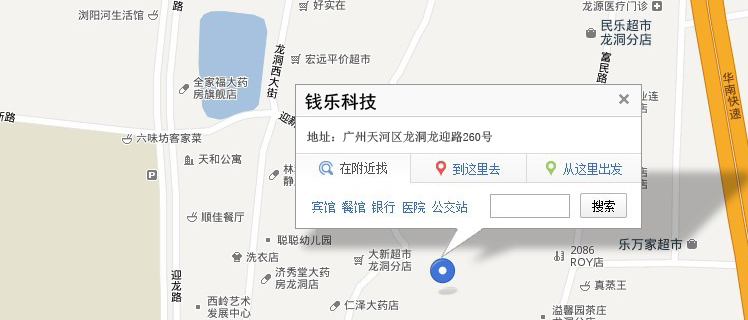 路
好实在
龙源医疗门诊
浏阳河生活馆
民乐超市
龙洞分店
龙洞西大街
宏远平价超市
富民路
华南快速
全家福大药
房旗舰店
钱乐科技
地址：广州天河区龙洞龙迎路260号
六味坊客家菜
天和公寓
P
在附近找
到这里去
从这里出发
宾馆 餐馆 银行 医院 公交站
搜索
顺佳餐厅
聪聪幼儿园
洗衣店
大新超市
龙洞分店
乐万家超市
2086
ROY店
迎龙路
济秀堂大药
房龙洞店
真蒸王
西岭艺术
发展中心
仁泽大药店
溢馨园茶庄